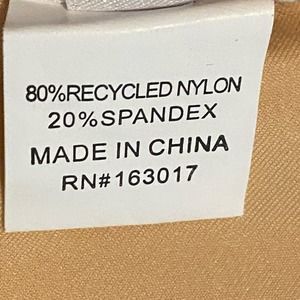 80%RECYCLED NYLON
20%SPANDEX
MADE IN CHINA
RN#163017